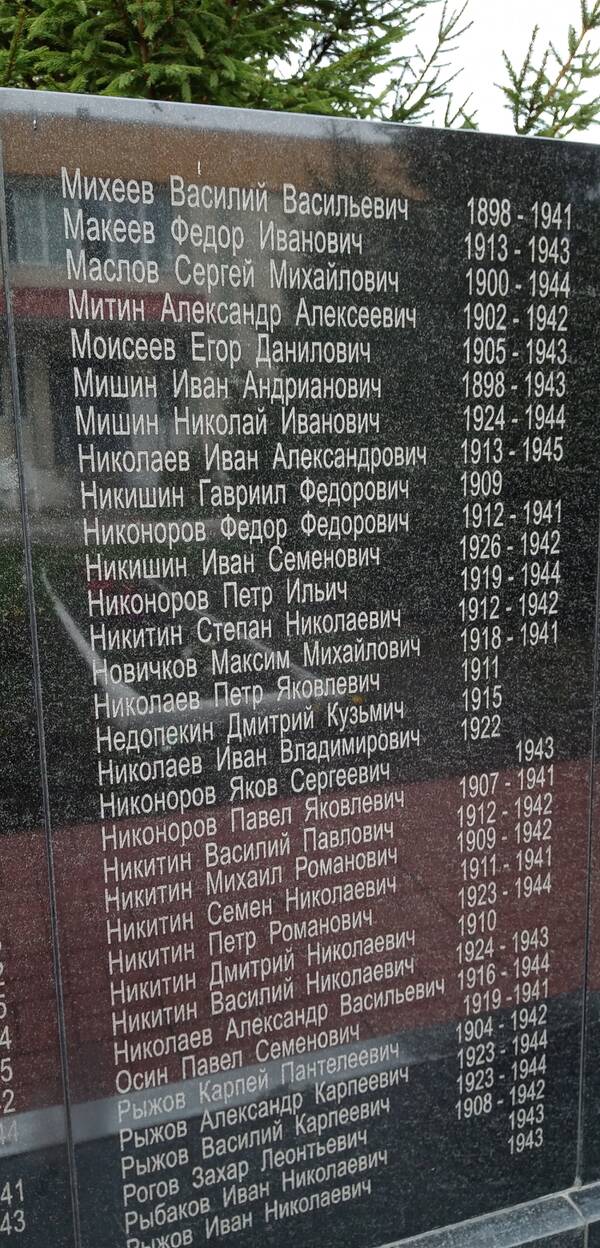 Михеев Василий Васильевич 1898 - 1941
Макеев Федор Иванович 1913 - 1943
Маслов Сергей Михайлович 1900 - 1944
Митин Александр Алексеевич 1902 - 1942
Моисеев Егор Данилович 1905 - 1943
Мишин Иван Андрианович 1898 - 1943
Мишин Николай Иванович 1924 - 1944
Николаев Иван Александрович 1913 - 1945
Никишин Гавриил Федорович 1909
Никоноров Федор Федорович 1912 - 1941
Никишин Иван Семенович 1926 - 1942
Никоноров Петр Ильич 1919 - 1944
Никитин Степан Николаевич 1912 - 1942
Новичков Максим Михайлович 1918 - 1941
Николаев Петр Яковлевич 1911
Недопекин Дмитрий Кузьмич 1915
Николаев Иван Владимирович 1922
Никоноров Яков Сергеевич 1943
Никоноров Павел Яковлевич 1907 - 1941
Никитин Василий Павлович 1912 - 1942
Никитин Михаил Романович 1909 - 1942
Никитин Семен Николаевич 1911 - 1941
Никитин Петр Романович 1923 - 1944
Никитин Дмитрий Николаевич 1910
Никитин Василий Николаевич 1924 - 1943
Николаев Александр Васильевич 1916 - 1944
Осин Павел Семенович 1919 - 1941
Рыжов Карпей Пантелеевич 1904 - 1942
Рыжов Александр Карпеевич 1923 - 1944
Рыжов Василий Карпеевич 1923 - 1944
Рогов Захар Леонтьевич 1908 - 1942
Рыбаков Иван Николаевич 1943
Рыжов Иван Николаевич 1943